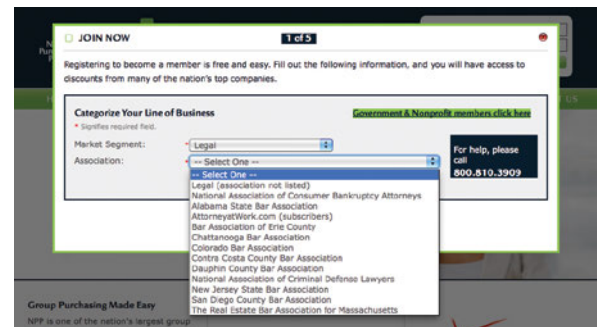 JOIN NOW
1 of 5
Registering to become a member is free and easy. Fill out the following information, and you will have access to
discounts from many of the nation's top companies.
Categorize Your Line of Business
Government & Nonprofit members click here
* Signifies required field.
Market Segment:
* Legal
Association:
* -- Select One --
For help, please
call
800.810.3909
-- Select One --
Legal (association not listed)
National Association of Consumer Bankruptcy Attorneys
Alabama State Bar Association
AttorneyatWork.com (subscribers)
Bar Association of Erie County
Chattanooga Bar Association
Colorado Bar Association
Contra Costa County Bar Association
Dauphin County Bar Association
National Association of Criminal Defense Lawyers
New Jersey State Bar Association
San Diego County Bar Association
The Real Estate Bar Association for Massachusetts
Group Purchasing Made Easy
NPP is one of the nation's largest group